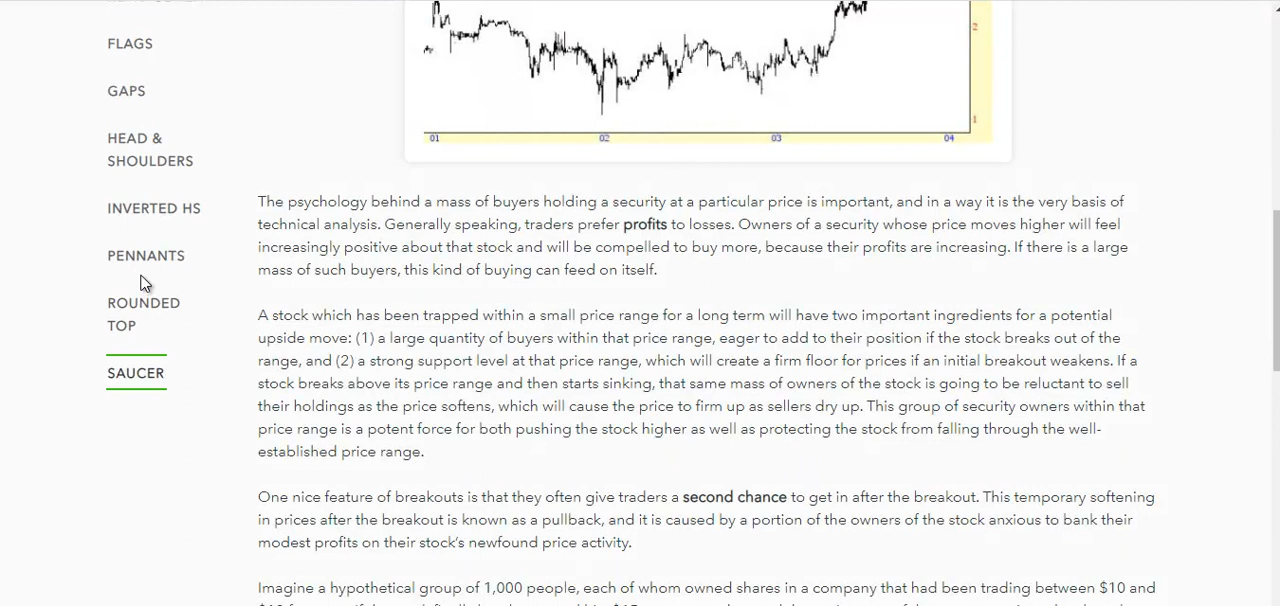 FLAGS
GAPS
HEAD &
SHOULDERS
INVERTED HS
PENNANTS
ROUNDED
TOP
SAUCER
2
1
01 02 03 04
The psychology behind a mass of buyers holding a security at a particular price is important, and in a way it is the very basis of
technical analysis. Generally speaking, traders prefer profits to losses. Owners of a security whose price moves higher will feel
increasingly positive about that stock and will be compelled to buy more, because their profits are increasing. If there is a large
mass of such buyers, this kind of buying can feed on itself.
A stock which has been trapped within a small price range for a long term will have two important ingredients for a potential
upside move: (1) a large quantity of buyers within that price range, eager to add to their position if the stock breaks out of the
range, and (2) a strong support level at that price range, which will create a firm floor for prices if an initial breakout weakens. If a
stock breaks above its price range and then starts sinking, that same mass of owners of the stock is going to be reluctant to sell
their holdings as the price softens, which will cause the price to firm up as sellers dry up. This group of security owners within that
price range is a potent force for both pushing the stock higher as well as protecting the stock from falling through the well-
established price range.
One nice feature of breakouts is that they often give traders a second chance to get in after the breakout. This temporary softening
in prices after the breakout is known as a pullback, and it is caused by a portion of the owners of the stock anxious to bank their
modest profits on their stock's newfound price activity.
Imagine a hypothetical group of 1,000 people, each of whom owned shares in a company that had been trading between $10 and